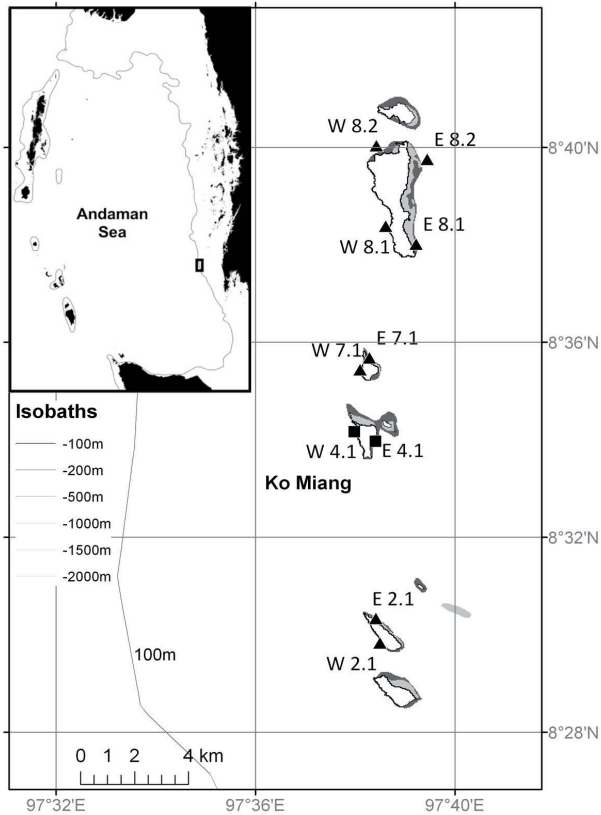 Andaman
Sea
W 8.2
E 8.2
8°40'N
W 8.1
E 8.1
W 7.1
E 7.1
8°36'N
Isobaths
-100m
-200m
-500m
-1000m
-1500m
-2000m
W 4.1
E 4.1
Ko Miang
8°32'N
E 2.1
100m
W 2.1
8°28'N
0 1 2 4 km
97°32'E
97°36'E
97°40'E